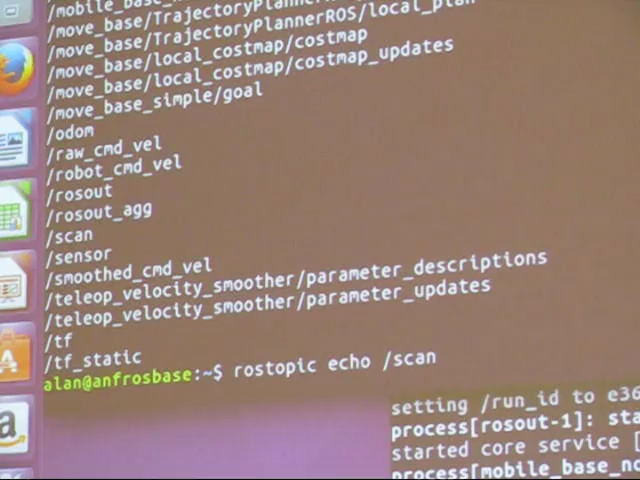 /move_base/TrajectoryPlannerROS/local_plan
/move_base/local_costmap/costmap
/move_base/local_costmap/costmap_updates
/move_base_simple/goal
/odom
/raw_cmd_vel
/robot_cmd_vel
/rosout
/rosout_agg
/scan
/sensor
/smoothed_cmd_vel
/teleop_velocity_smoother/parameter_descriptions
/teleop_velocity_smoother/parameter_updates
/tf
/tf_static
alan@anfrosbase:~$ rostopic echo /scan
setting /run_id to e36
process[rosout-1]: sta
started core service [
process[mobile_base_no